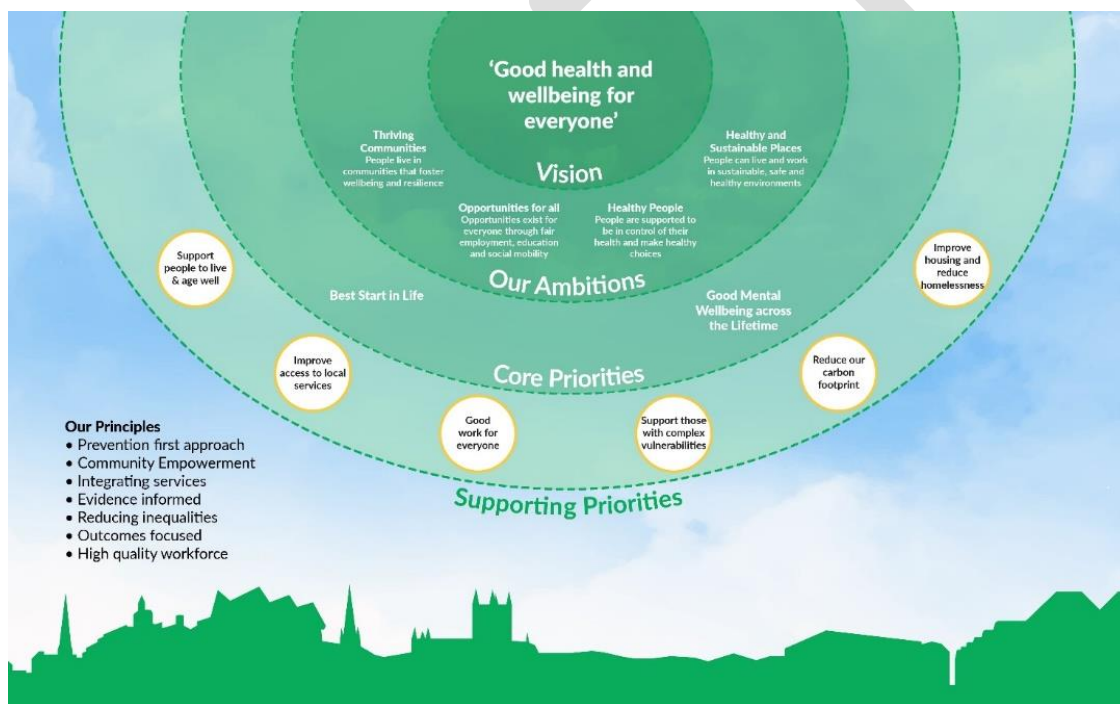 'Good health and
wellbeing for
everyone'
Vision
Thriving
Communities
People live in
communities that foster
wellbeing and resilience
Healthy and
Sustainable Places
People can live and work
in sustainable, safe and
healthy environments
Opportunities for all
Opportunities exist for
everyone through fair
employment, education
and social mobility
Healthy People
People are supported to
be in control of their
health and make healthy
choices
Our Ambitions
Best Start in Life
Good Mental
Wellbeing across
the Lifetime
Core Priorities
Support
people to live
& age well
Improve
access to local
services
Good
work for
everyone
Support those
with complex
vulnerabilities
Reduce our
carbon
footprint
Improve
housing and
reduce
homelessness
Supporting Priorities
Our Principles
• Prevention first approach
• Community Empowerment
• Integrating services
• Evidence informed
• Reducing inequalities
• Outcomes focused
• High quality workforce